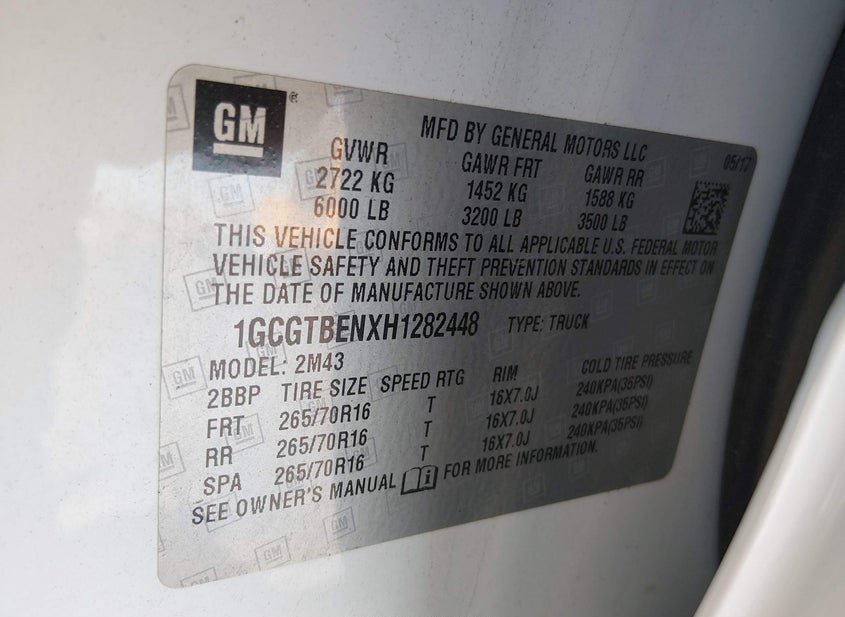 GM
MFD BY GENERAL MOTORS LLC
05/17
GVWR GAWR FRT GAWR RR
2722 KG 1452 KG 1588 KG
6000 LB 3200 LB 3500 LB
THIS VEHICLE CONFORMS TO ALL APPLICABLE U.S. FEDERAL MOTOR
VEHICLE SAFETY AND THEFT PREVENTION STANDARDS IN EFFECT ON
THE DATE OF MANUFACTURE SHOWN ABOVE.
1GCGTBENXH1282448 TYPE: TRUCK
MODEL: 2M43
2BBP TIRE SIZE SPEED RTG RIM COLD TIRE PRESSURE
FRT 265/70R16 T 16X7.0J 240KPA(35PSI)
RR 265/70R16 T 16X7.0J 240KPA(35PSI)
SPA 265/70R16 T 16X7.0J 240KPA(35PSI)
SEE OWNER'S MANUAL FOR MORE INFORMATION.